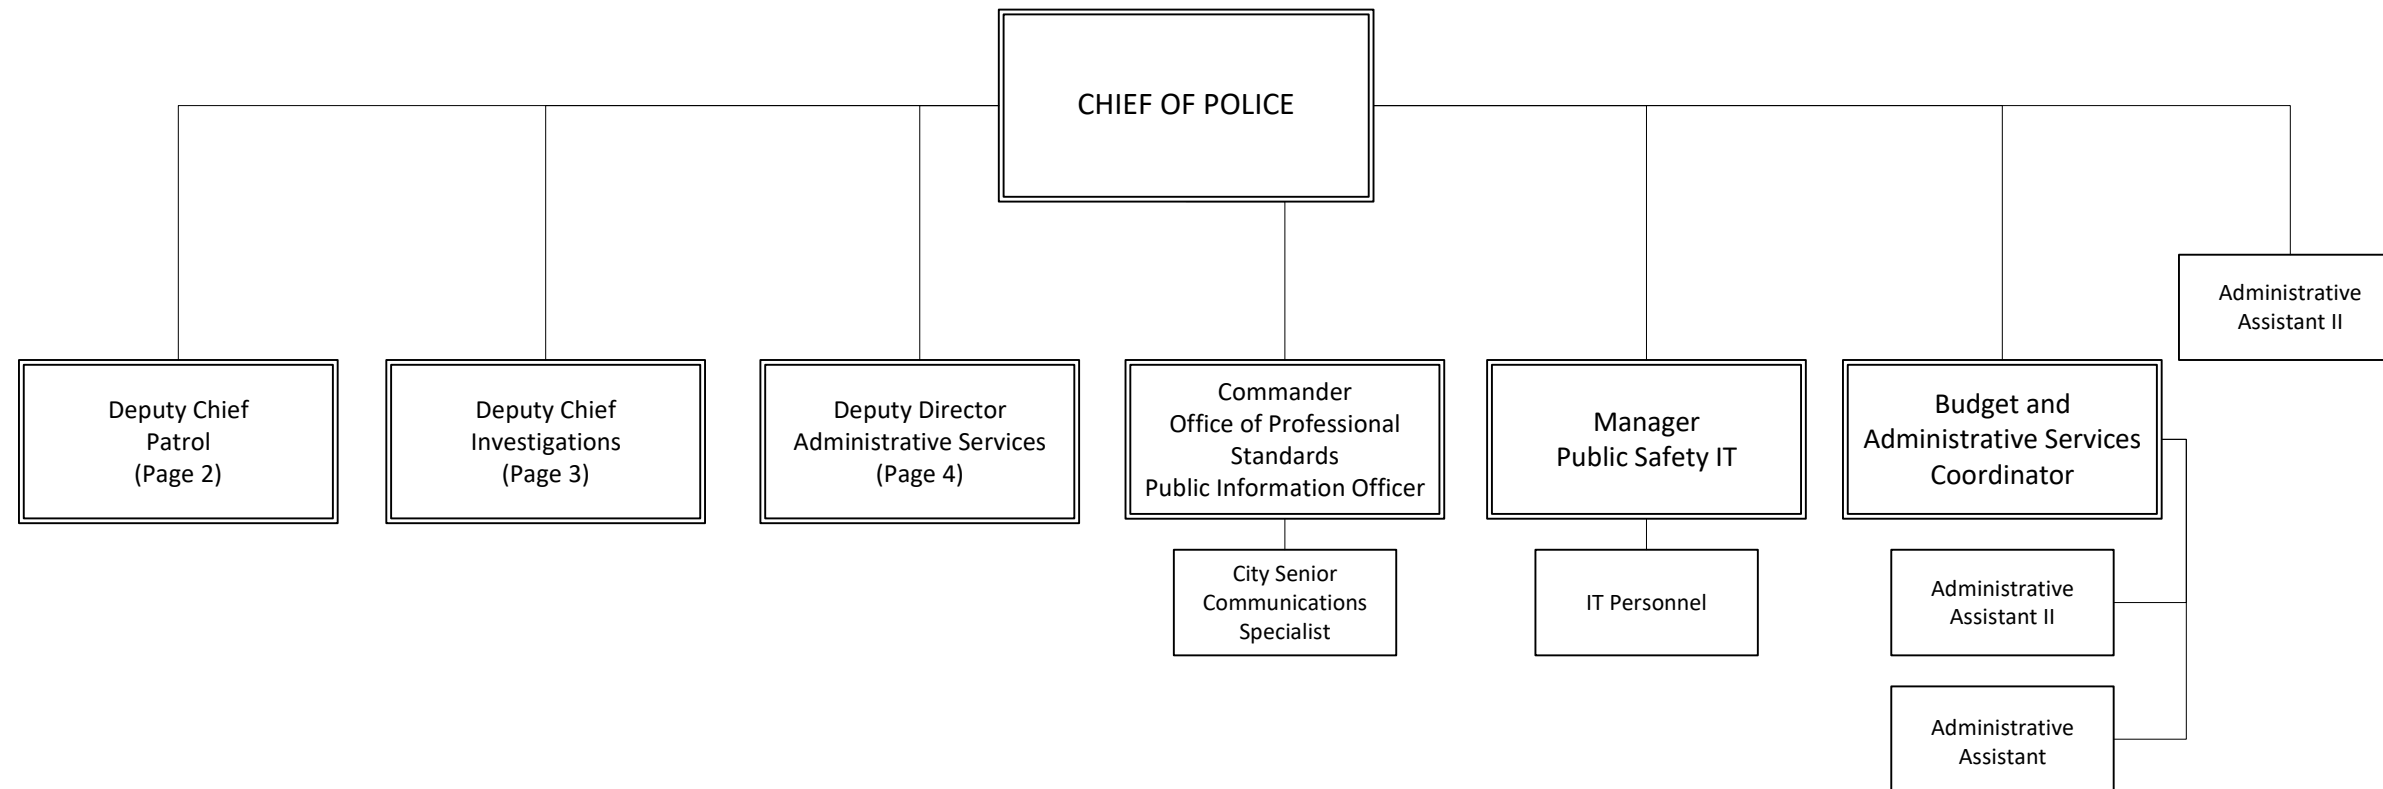 CHIEF OF POLICE
Administrative
Assistant II
Deputy Chief
Patrol
(Page 2)
Deputy Chief
Investigations
(Page 3)
Deputy Director
Administrative Services
(Page 4)
Commander
Office of Professional
Standards
Public Information Officer
Manager
Public Safety IT
Budget and
Administrative Services
Coordinator
City Senior
Communications
Specialist
IT Personnel
Administrative
Assistant II
Administrative
Assistant